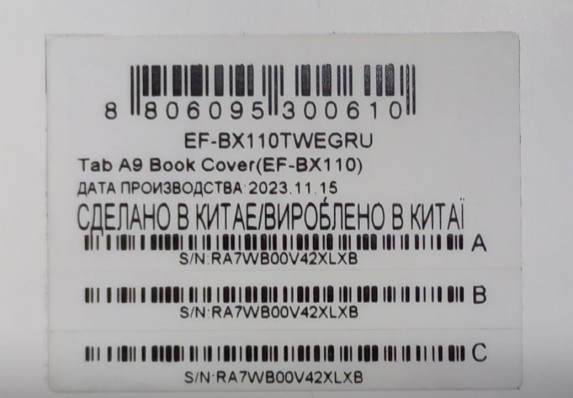 8 806095 300610
EF-BX110TWEGRU
Tab A9 Book Cover(EF-BX110)
ДАТА ПРОИЗВОДСТВА:2023.11.15
СДЕЛАНО В КИТАЕ/ВИРОБЛЕНО В КИТАЇ
A
S/N:RA7WB00V42XLXB
B
S/N:RA7WB00V42XLXB
C
S/N:RA7WB00V42XLXB